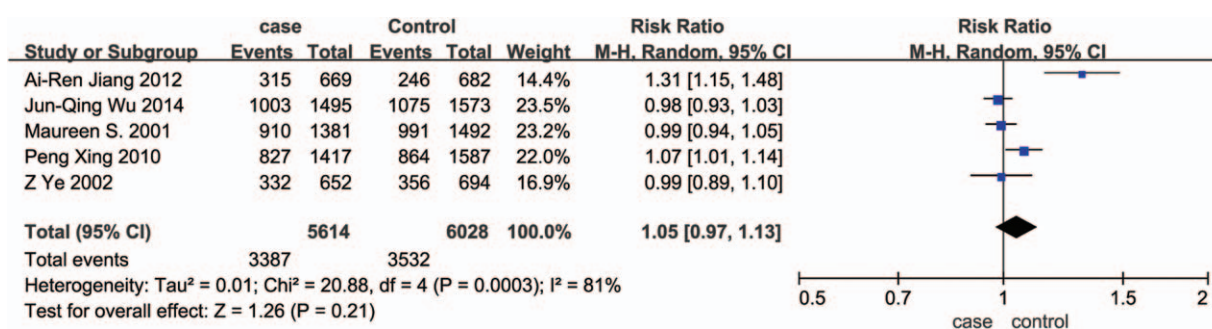 case Control Risk Ratio Risk Ratio
Study or Subgroup Events Total Events Total Weight M-H, Random, 95% CI M-H, Random, 95% CI
Ai-Ren Jiang 2012 315 669 246 682 14.4% 1.31 [1.15, 1.48]
Jun-Qing Wu 2014 1003 1495 1075 1573 23.5% 0.98 [0.93, 1.03]
Maureen S. 2001 910 1381 991 1492 23.2% 0.99 [0.94, 1.05]
Peng Xing 2010 827 1417 864 1587 22.0% 1.07 [1.01, 1.14]
Z Ye 2002 332 652 356 694 16.9% 0.99 [0.89, 1.10]
Total (95% CI) 5614 6028 100.0% 1.05 [0.97, 1.13]
Total events 3387 3532
Heterogeneity: Tau² = 0.01; Chi² = 20.88, df = 4 (P = 0.0003); I² = 81%
Test for overall effect: Z = 1.26 (P = 0.21)
0.5 0.7 1 1.5 2
case control